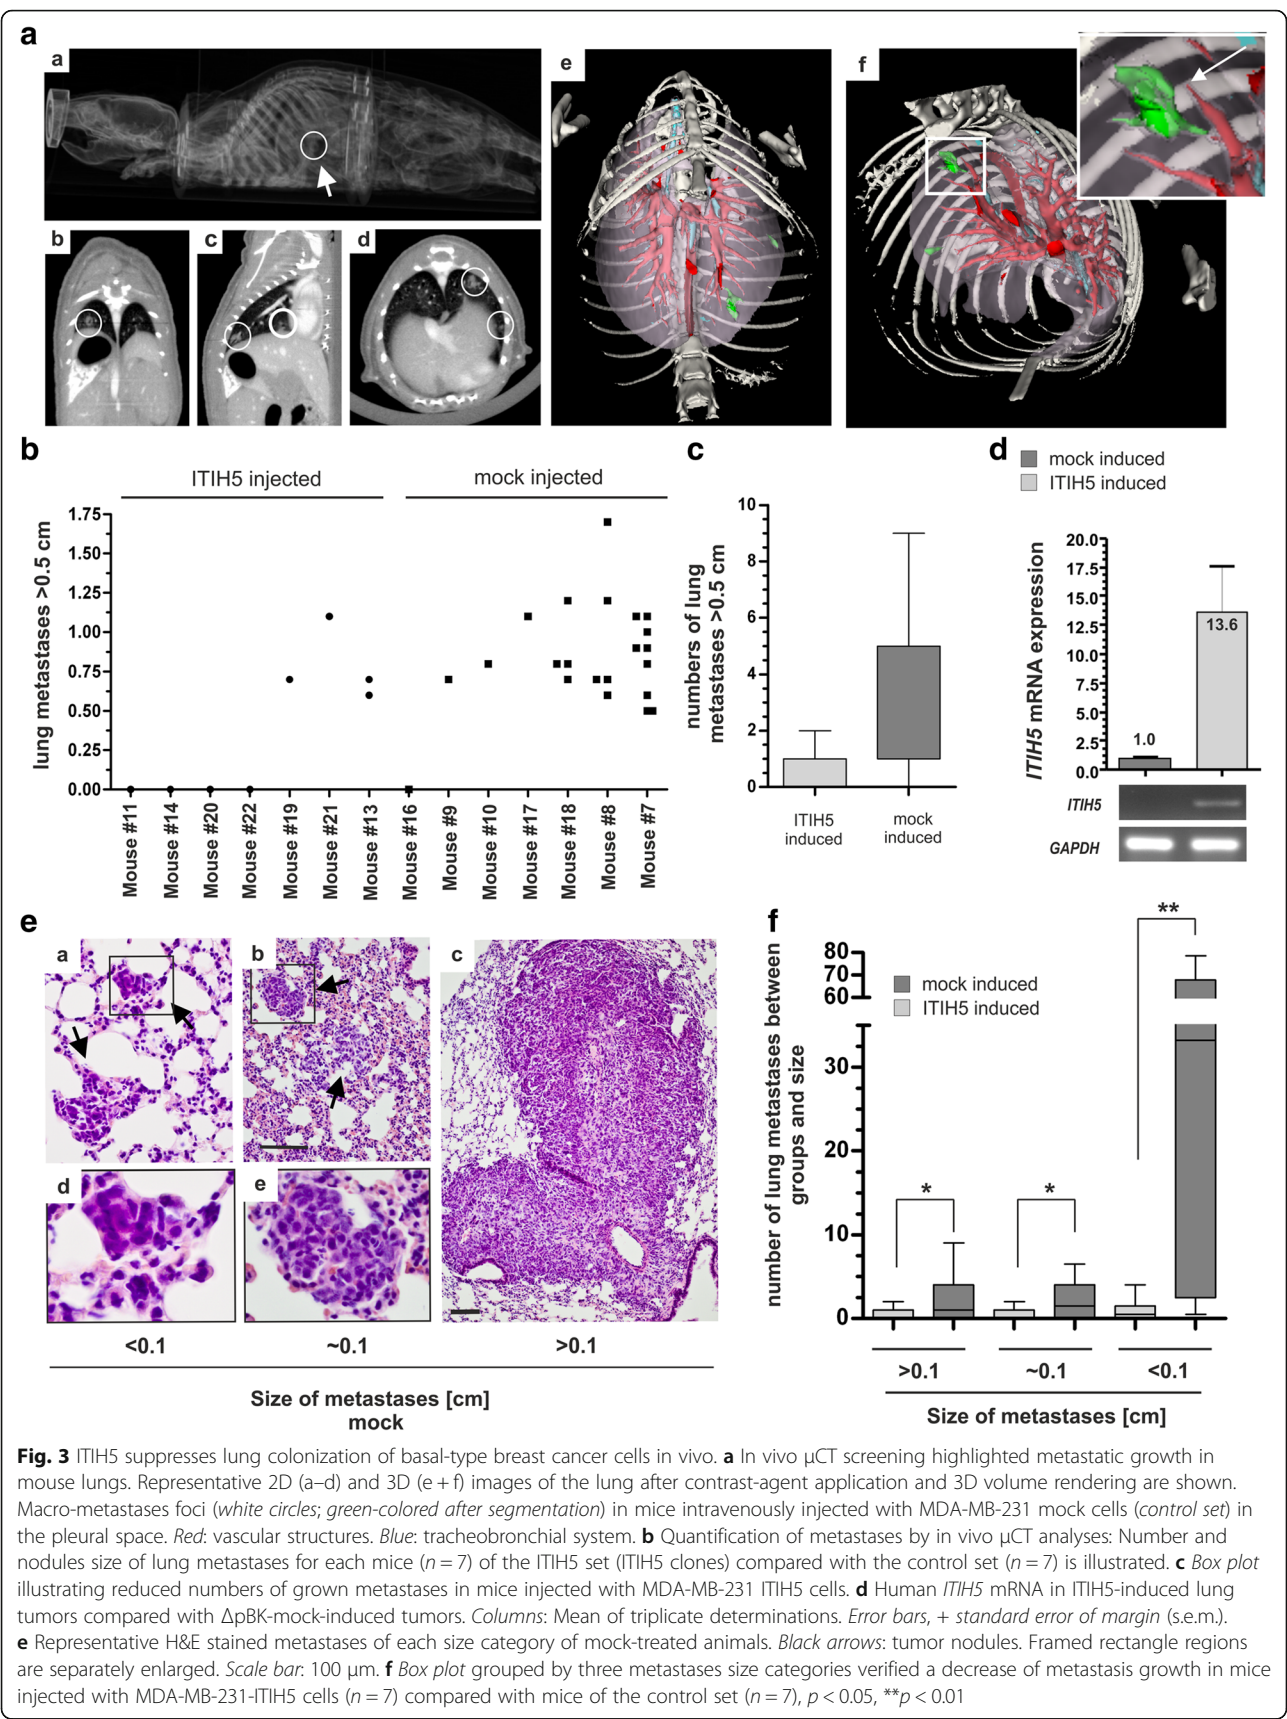 a
a
b
c
d
e
f
b
ITIH5 injected
mock injected
lung metastases >0.5 cm
1.75
1.50
1.25
1.00
0.75
0.50
0.25
0.00
Mouse #11
Mouse #14
Mouse #20
Mouse #22
Mouse #19
Mouse #21
Mouse #13
Mouse #16
Mouse #9
Mouse #10
Mouse #17
Mouse #18
Mouse #8
Mouse #7
c
numbers of lung
metastases >0.5 cm
10
8
6
4
2
0
ITIH5
induced
mock
induced
d
mock induced
ITIH5 induced
ITIH5 mRNA expression
20.0
17.5
15.0
12.5
10.0
7.5
5.0
2.5
0.0
1.0
13.6
ITIH5
GAPDH
e
a
b
c
d
e
<0.1
~0.1
>0.1
Size of metastases [cm]
mock
f
number of lung metastases between
groups and size
80
70
60
30
20
10
0
mock induced
ITIH5 induced
*
*
**
>0.1
~0.1
<0.1
Size of metastases [cm]
Fig. 3 ITIH5 suppresses lung colonization of basal-type breast cancer cells in vivo. a In vivo µCT screening highlighted metastatic growth in
mouse lungs. Representative 2D (a–d) and 3D (e + f) images of the lung after contrast-agent application and 3D volume rendering are shown.
Macro-metastases foci (white circles; green-colored after segmentation) in mice intravenously injected with MDA-MB-231 mock cells (control set) in
the pleural space. Red: vascular structures. Blue: tracheobronchial system. b Quantification of metastases by in vivo µCT analyses: Number and
nodules size of lung metastases for each mice (n = 7) of the ITIH5 set (ITIH5 clones) compared with the control set (n = 7) is illustrated. c Box plot
illustrating reduced numbers of grown metastases in mice injected with MDA-MB-231 ITIH5 cells. d Human ITIH5 mRNA in ITIH5-induced lung
tumors compared with ΔpBK-mock-induced tumors. Columns: Mean of triplicate determinations. Error bars, + standard error of margin (s.e.m.).
e Representative H&E stained metastases of each size category of mock-treated animals. Black arrows: tumor nodules. Framed rectangle regions
are separately enlarged. Scale bar: 100 µm. f Box plot grouped by three metastases size categories verified a decrease of metastasis growth in mice
injected with MDA-MB-231-ITIH5 cells (n = 7) compared with mice of the control set (n = 7), p < 0.05, **p < 0.01